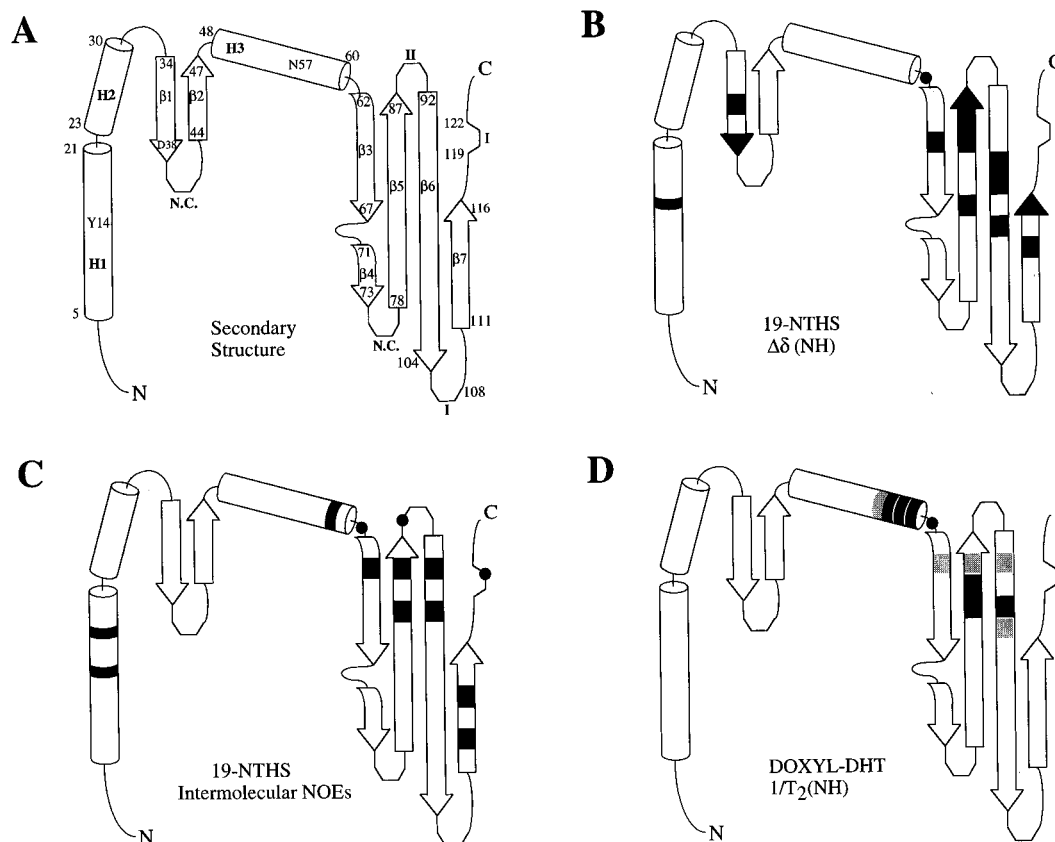 A
30
48
H3
N57
60
II
C
H2
34
β1
47
β2
62
87
92
122
I
23
44
119
21
D38
β3
β5
β6
N.C.
67
116
Y14
71
β7
H1
β4
73
78
5
111
Secondary
Structure
N.C.
104
108
N
I
B
C
19-NTHS
Δδ (NH)
N
C
C
19-NTHS
Intermolecular NOEs
N
D
C
DOXYL-DHT
1/T₂(NH)
N